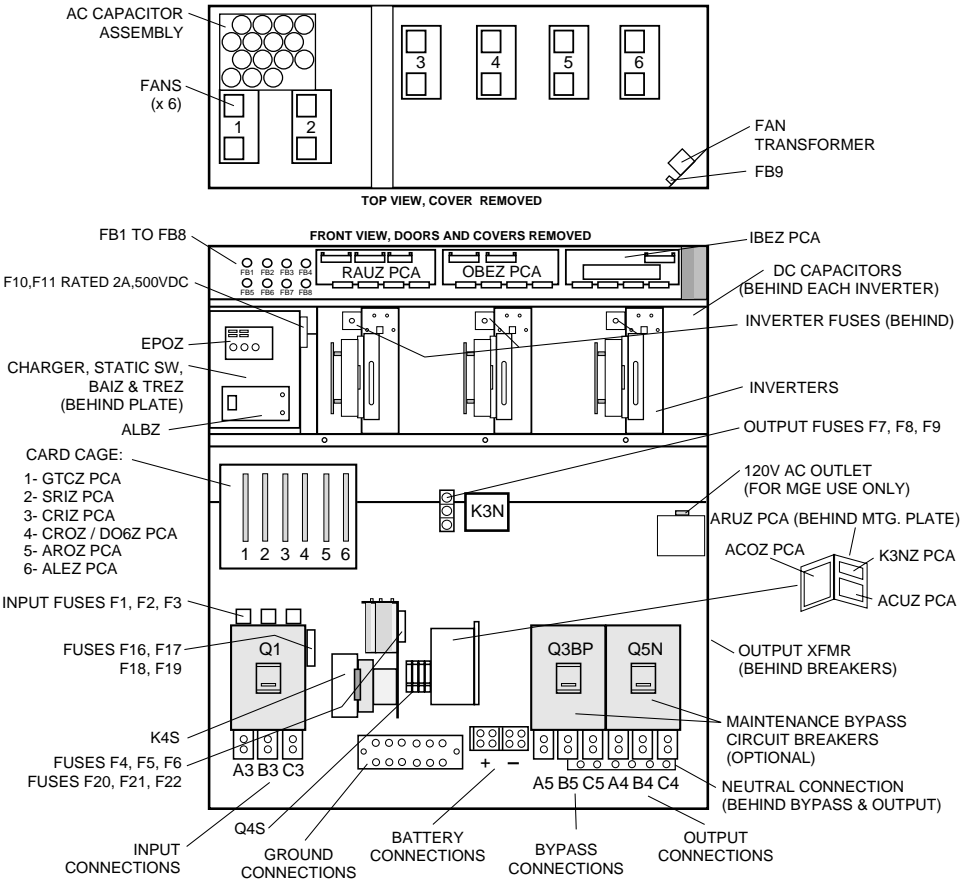 AC CAPACITOR
ASSEMBLY
FANS
(x 6)
1
2
3
4
5
6
FAN
TRANSFORMER
FB9
TOP VIEW, COVER REMOVED
FRONT VIEW, DOORS AND COVERS REMOVED
FB1 TO FB8
FB1 FB2 FB3 FB4
FB5 FB6 FB7 FB8
RAUZ PCA
OBEZ PCA
IBEZ PCA
F10,F11 RATED 2A,500VDC
DC CAPACITORS
(BEHIND EACH INVERTER)
INVERTER FUSES (BEHIND)
EPOZ
CHARGER, STATIC SW,
BAIZ & TREZ
(BEHIND PLATE)
ALBZ
INVERTERS
OUTPUT FUSES F7, F8, F9
CARD CAGE:
1- GTCZ PCA
2- SRIZ PCA
3- CRIZ PCA
4- CROZ / DO6Z PCA
5- AROZ PCA
6- ALEZ PCA
1 2 3 4 5 6
K3N
120V AC OUTLET
(FOR MGE USE ONLY)
ARUZ PCA (BEHIND MTG. PLATE)
ACOZ PCA
K3NZ PCA
ACUZ PCA
INPUT FUSES F1, F2, F3
FUSES F16, F17
F18, F19
Q1
Q3BP
Q5N
OUTPUT XFMR
(BEHIND BREAKERS)
K4S
FUSES F4, F5, F6
FUSES F20, F21, F22
MAINTENANCE BYPASS
CIRCUIT BREAKERS
(OPTIONAL)
A3 B3 C3
+ −
A5 B5 C5 A4 B4 C4
NEUTRAL CONNECTION
(BEHIND BYPASS & OUTPUT)
Q4S
INPUT
CONNECTIONS
GROUND
CONNECTIONS
BATTERY
CONNECTIONS
BYPASS
CONNECTIONS
OUTPUT
CONNECTIONS